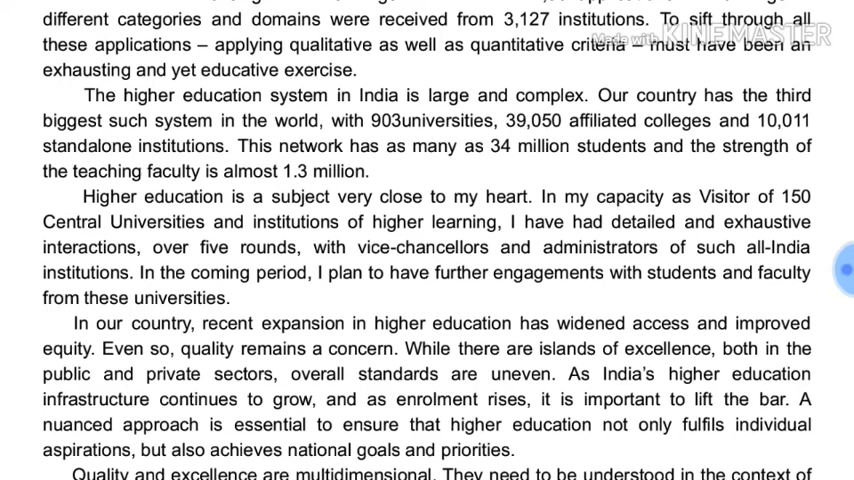 different categories and domains were received from 3,127 institutions. To sift through all
Made with KINEMASTER
these applications – applying qualitative as well as quantitative criteria – must have been an
exhausting and yet educative exercise.
The higher education system in India is large and complex. Our country has the third
biggest such system in the world, with 903universities, 39,050 affiliated colleges and 10,011
standalone institutions. This network has as many as 34 million students and the strength of
the teaching faculty is almost 1.3 million.
Higher education is a subject very close to my heart. In my capacity as Visitor of 150
Central Universities and institutions of higher learning, I have had detailed and exhaustive
interactions, over five rounds, with vice-chancellors and administrators of such all-India
institutions. In the coming period, I plan to have further engagements with students and faculty
from these universities.
In our country, recent expansion in higher education has widened access and improved
equity. Even so, quality remains a concern. While there are islands of excellence, both in the
public and private sectors, overall standards are uneven. As India's higher education
infrastructure continues to grow, and as enrolment rises, it is important to lift the bar. A
nuanced approach is essential to ensure that higher education not only fulfils individual
aspirations, but also achieves national goals and priorities.
Quality and excellence are multidimensional. They need to be understood in the context of